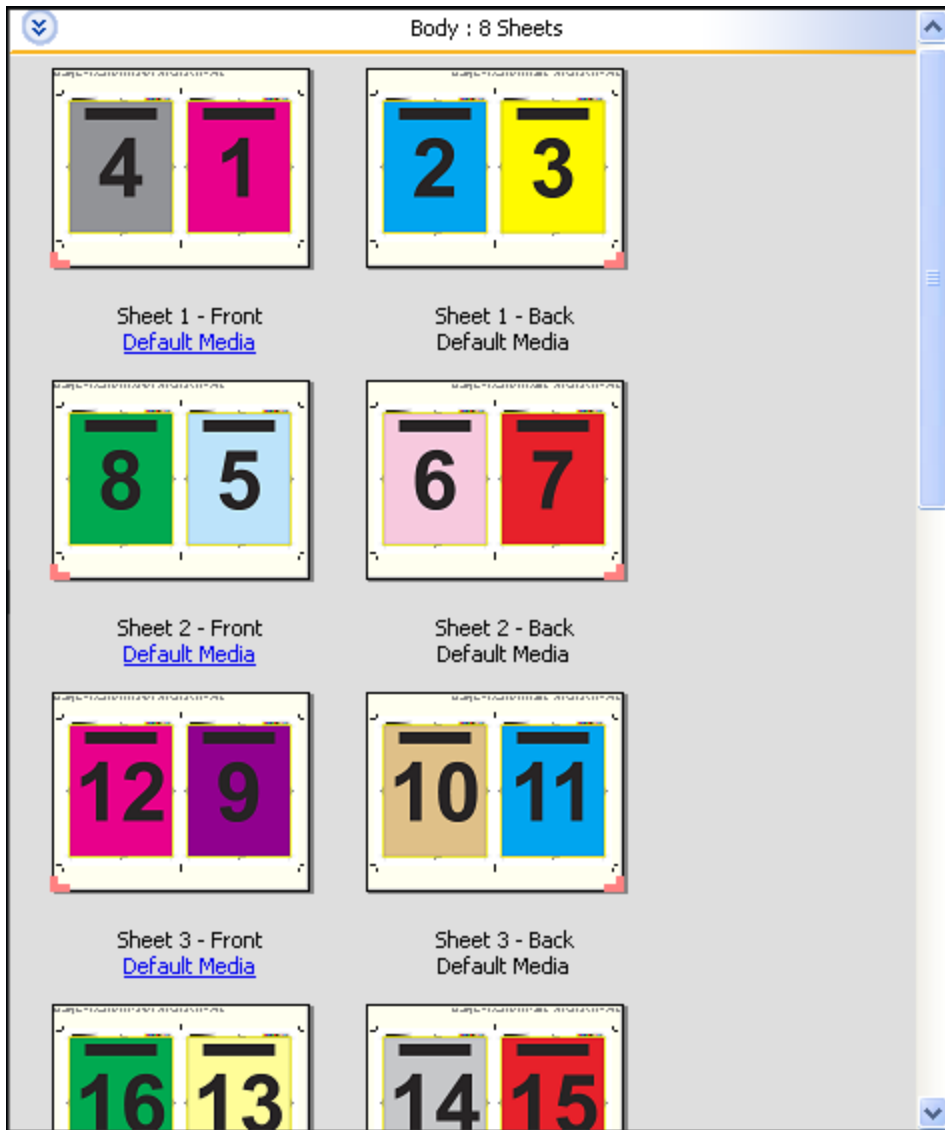 Body : 8 Sheets
4 1 2 3
Sheet 1 - Front Sheet 1 - Back
Default Media Default Media
8 5 6 7
Sheet 2 - Front Sheet 2 - Back
Default Media Default Media
12 9 10 11
Sheet 3 - Front Sheet 3 - Back
Default Media Default Media
16 13 14 15